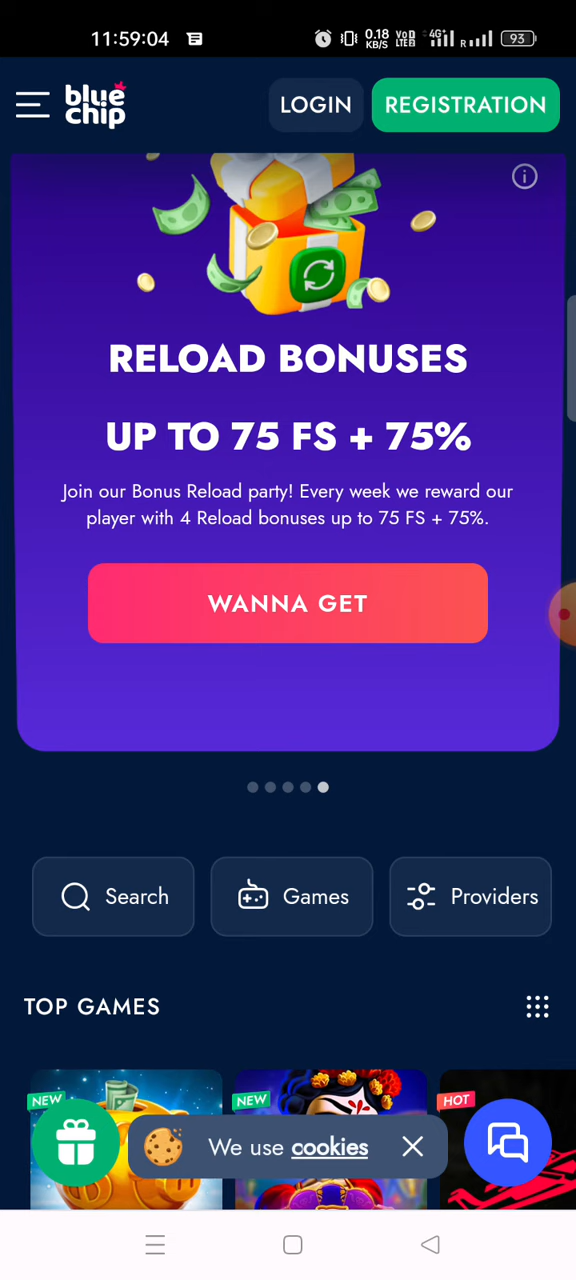 11:59:04
0.18
KB/S
Vo
LTE 2
4G+
R
93
blue
chip
LOGIN
REGISTRATION
RELOAD BONUSES
UP TO 75 FS + 75%
Join our Bonus Reload party! Every week we reward our
player with 4 Reload bonuses up to 75 FS + 75%.
WANNA GET
Search
Games
Providers
TOP GAMES
NEW
NEW
HOT
We use cookies